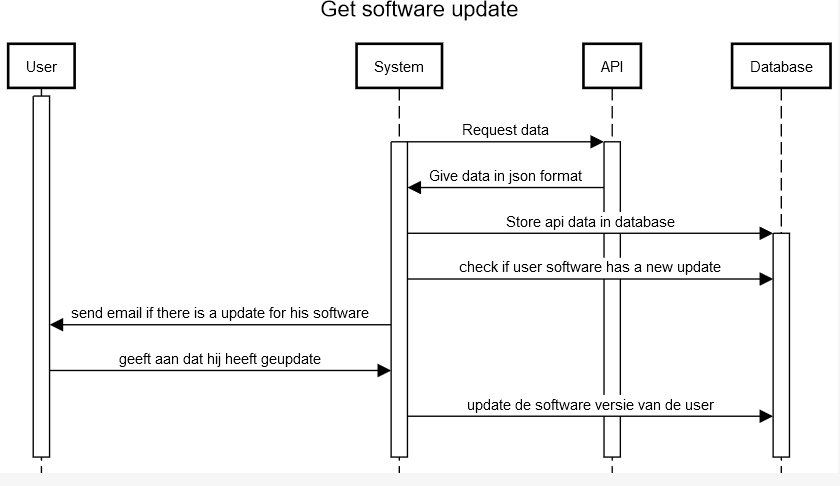 Get software update
User
System
API
Database
Request data
Give data in json format
Store api data in database
check if user software has a new update
send email if there is a update for his software
geeft aan dat hij heeft geupdate
update de software versie van de user